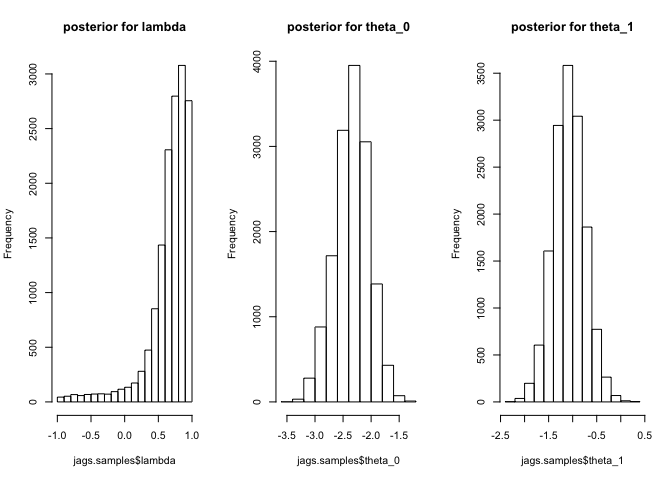 posterior for lambda
Frequency
3000
2500
2000
1500
1000
500
0
-1.0 -0.5 0.0 0.5 1.0
jags.samples$lambda
posterior for theta_0
Frequency
4000
3000
2000
1000
0
-3.5 -3.0 -2.5 -2.0 -1.5
jags.samples$theta_0
posterior for theta_1
Frequency
3500
3000
2500
2000
1500
1000
500
0
-2.5 -1.5 -0.5 0.5
jags.samples$theta_1